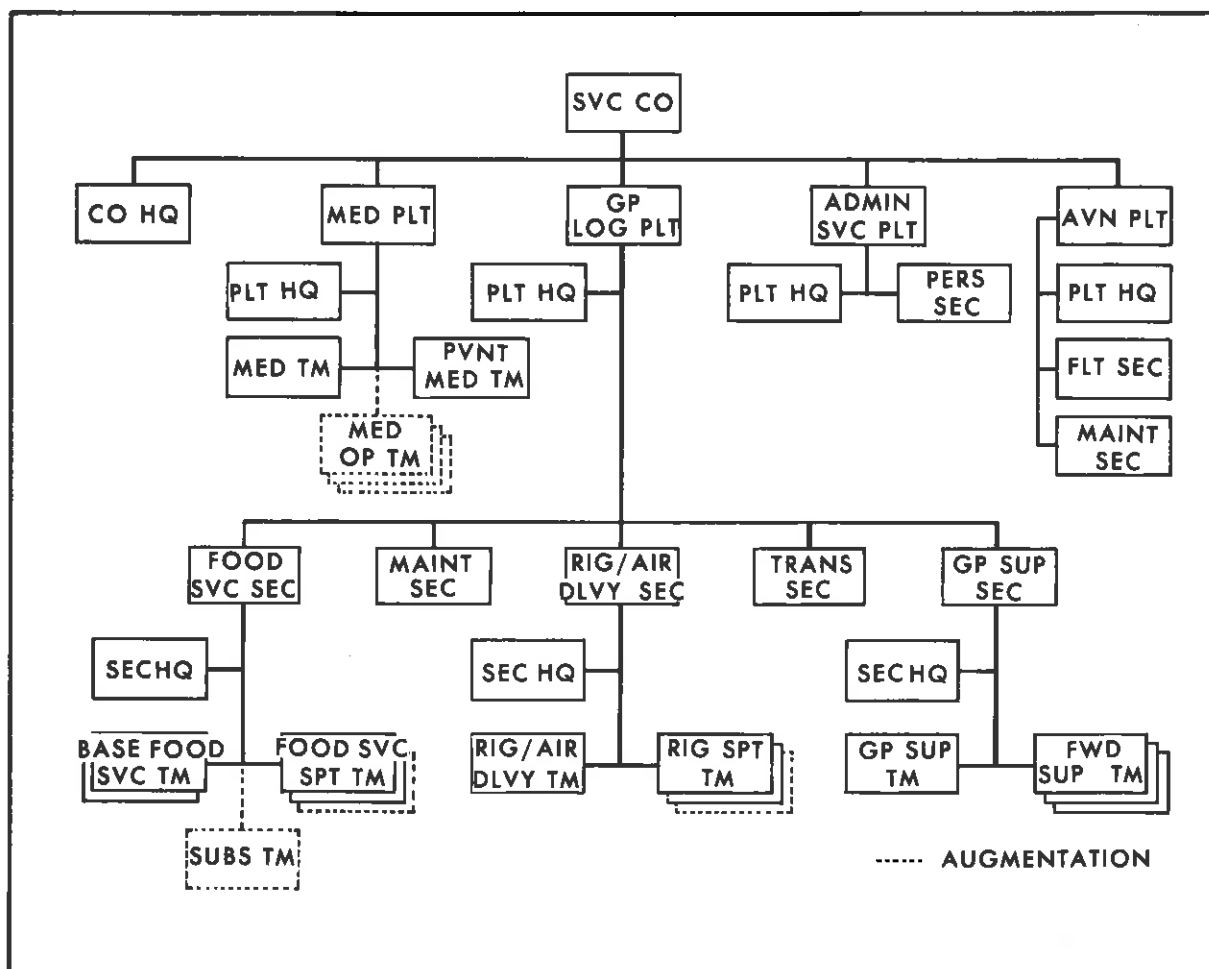 SVC CO
CO HQ
MED PLT
GP
LOG PLT
ADMIN
SVC PLT
AVN PLT
PLT HQ
PLT HQ
PLT HQ
PERS
SEC
PLT HQ
MED TM
PVNT
MED TM
FLT SEC
MED
OP TM
MAINT
SEC
FOOD
SVC SEC
MAINT
SEC
RIG/AIR
DLVY SEC
TRANS
SEC
GP SUP
SEC
SEC HQ
SEC HQ
SEC HQ
BASE FOOD
SVC TM
FOOD SVC
SPT TM
RIG/AIR
DLVY TM
RIG SPT
TM
GP SUP
TM
FWD
SUP TM
SUBS TM
AUGMENTATION